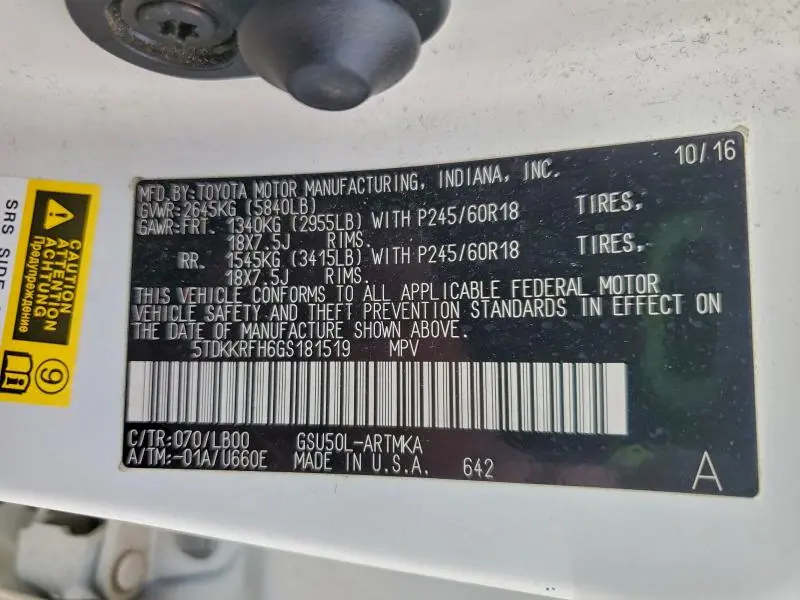 10/16
MFD.BY:TOYOTA MOTOR MANUFACTURING, INDIANA, INC.
GVWR:2645KG (5840LB)
GAWR:FRT. 1340KG (2955LB) WITH P245/60R18 TIRES,
18X7.5J RIMS.
RR. 1545KG (3415LB) WITH P245/60R18 TIRES,
18X7.5J RIMS.
THIS VEHICLE CONFORMS TO ALL APPLICABLE FEDERAL MOTOR
VEHICLE SAFETY AND THEFT PREVENTION STANDARDS IN EFFECT ON
THE DATE OF MANUFACTURE SHOWN ABOVE.
5TDKKRFH6GS181519 MPV
C/TR:070/LB00 GSU50L-ARTMKA
A/TM:-01A/U660E MADE IN U.S.A. 642
A
CAUTION
ATTENTION
ACHTUNG
Предупреждение
9
SRS SIDE